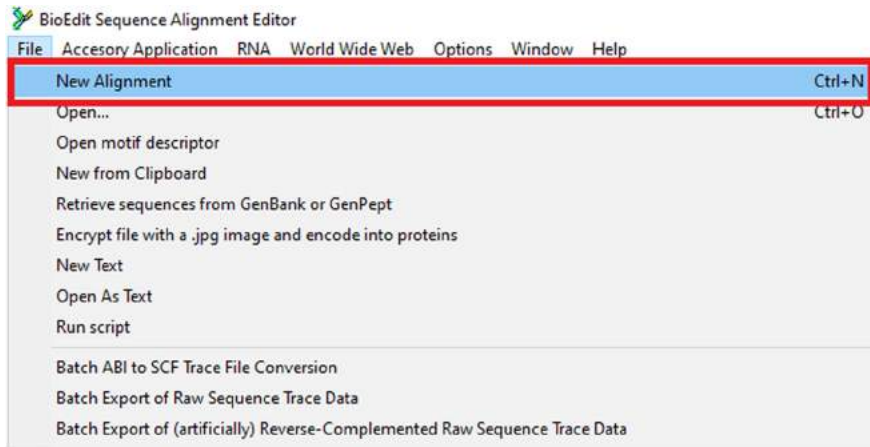 BioEdit Sequence Alignment Editor
File Accesory Application RNA World Wide Web Options Window Help
New Alignment Ctrl+N
Open... Ctrl+O
Open motif descriptor
New from Clipboard
Retrieve sequences from GenBank or GenPept
Encrypt file with a .jpg image and encode into proteins
New Text
Open As Text
Run script
Batch ABI to SCF Trace File Conversion
Batch Export of Raw Sequence Trace Data
Batch Export of (artificially) Reverse-Complemented Raw Sequence Trace Data